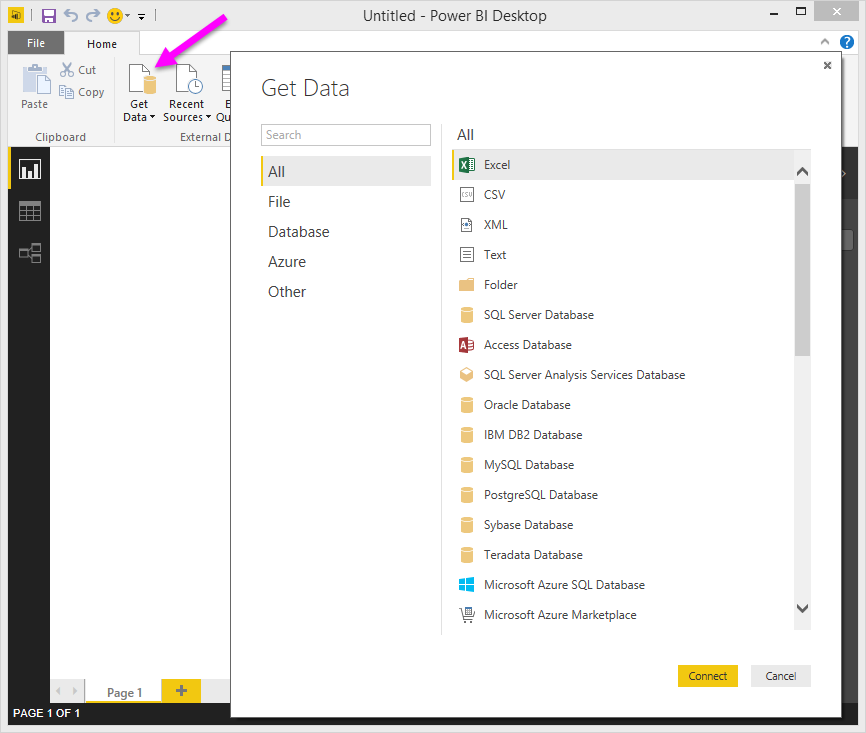 Untitled - Power BI Desktop
File
Home
Paste
Cut
Copy
Get
Data
Recent
Sources
Clipboard
External D
Get Data
Search
All
File
Database
Azure
Other
All
Excel
CSV
XML
Text
Folder
SQL Server Database
Access Database
SQL Server Analysis Services Database
Oracle Database
IBM DB2 Database
MySQL Database
PostgreSQL Database
Sybase Database
Teradata Database
Microsoft Azure SQL Database
Microsoft Azure Marketplace
Connect
Cancel
Page 1
PAGE 1 OF 1